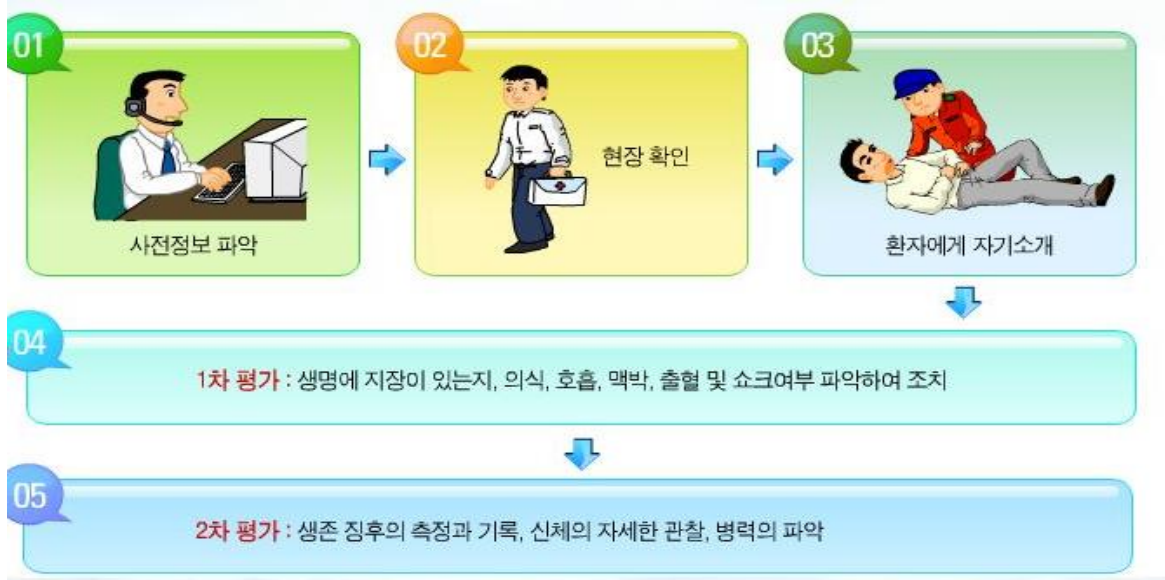 01
사전정보 파악
02
현장 확인
03
환자에게 자기소개
04
1차 평가 : 생명에 지장이 있는지, 의식, 호흡, 맥박, 출혈 및 쇼크여부 파악하여 조치
05
2차 평가 : 생존 징후의 측정과 기록, 신체의 자세한 관찰, 병력의 파악